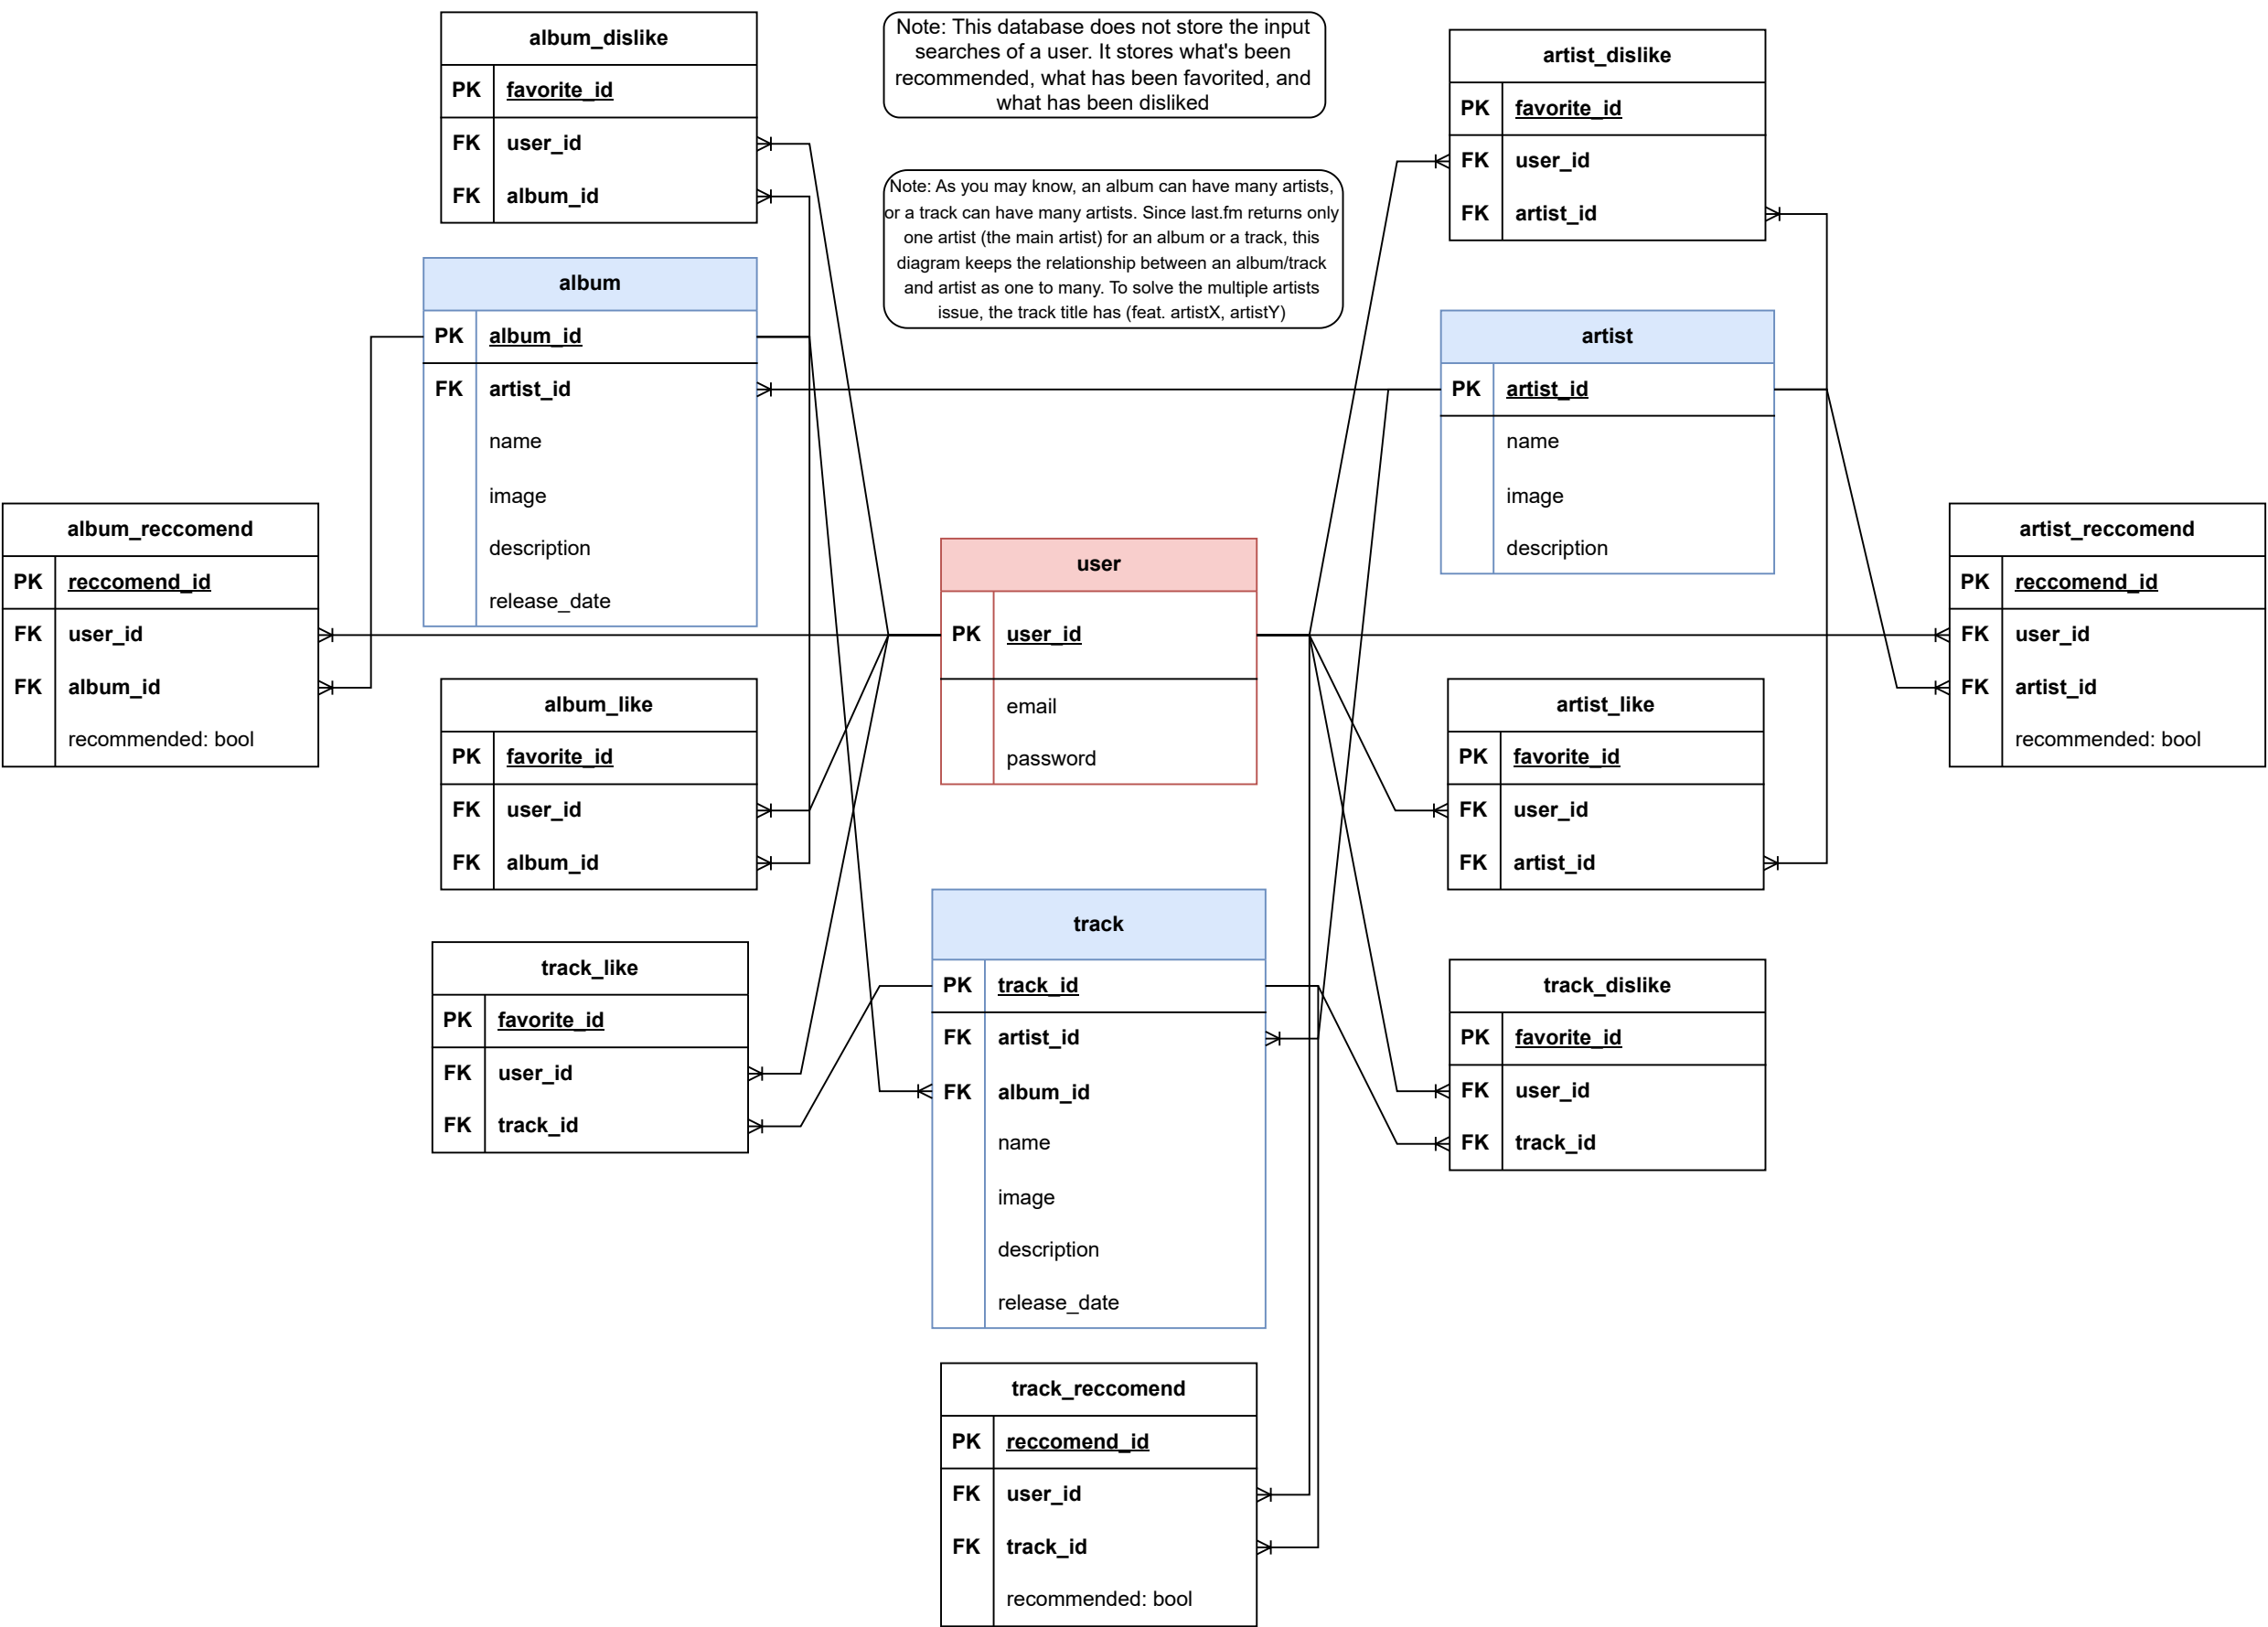 album_dislike
PK favorite_id
FK user_id
FK album_id
Note: This database does not store the input
searches of a user. It stores what's been
recommended, what has been favorited, and
what has been disliked
artist_dislike
PK favorite_id
FK user_id
FK artist_id
Note: As you may know, an album can have many artists,
or a track can have many artists. Since last.fm returns only
one artist (the main artist) for an album or a track, this
diagram keeps the relationship between an album/track
and artist as one to many. To solve the multiple artists
issue, the track title has (feat. artistX, artistY)
album
PK album_id
FK artist_id
name
image
description
release_date
artist
PK artist_id
name
image
description
album_reccomend
PK reccomend_id
FK user_id
FK album_id
recommended: bool
user
PK user_id
email
password
artist_reccomend
PK reccomend_id
FK user_id
FK artist_id
recommended: bool
album_like
PK favorite_id
FK user_id
FK album_id
artist_like
PK favorite_id
FK user_id
FK artist_id
track_like
PK favorite_id
FK user_id
FK track_id
track
PK track_id
FK artist_id
FK album_id
name
image
description
release_date
track_dislike
PK favorite_id
FK user_id
FK track_id
track_reccomend
PK reccomend_id
FK user_id
FK track_id
recommended: bool